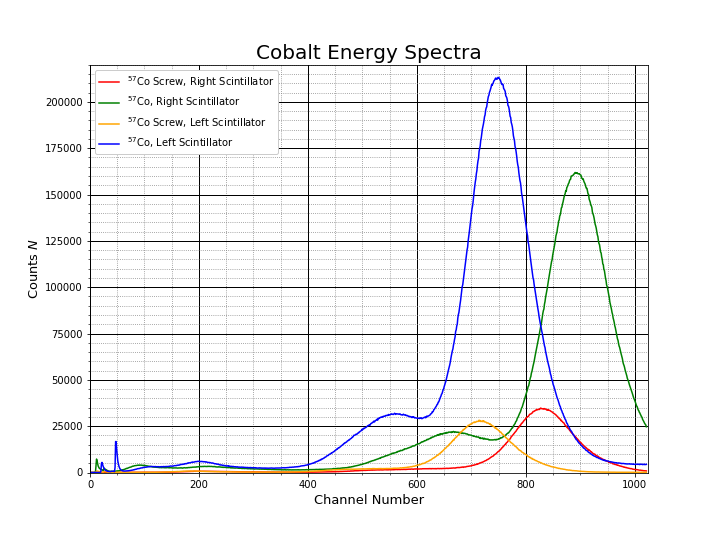 Cobalt Energy Spectra
⁵⁷Co Screw, Right Scintillator
⁵⁷Co, Right Scintillator
⁵⁷Co Screw, Left Scintillator
⁵⁷Co, Left Scintillator
Counts N
200000
175000
150000
125000
100000
75000
50000
25000
0
0 200 400 600 800 1000
Channel Number